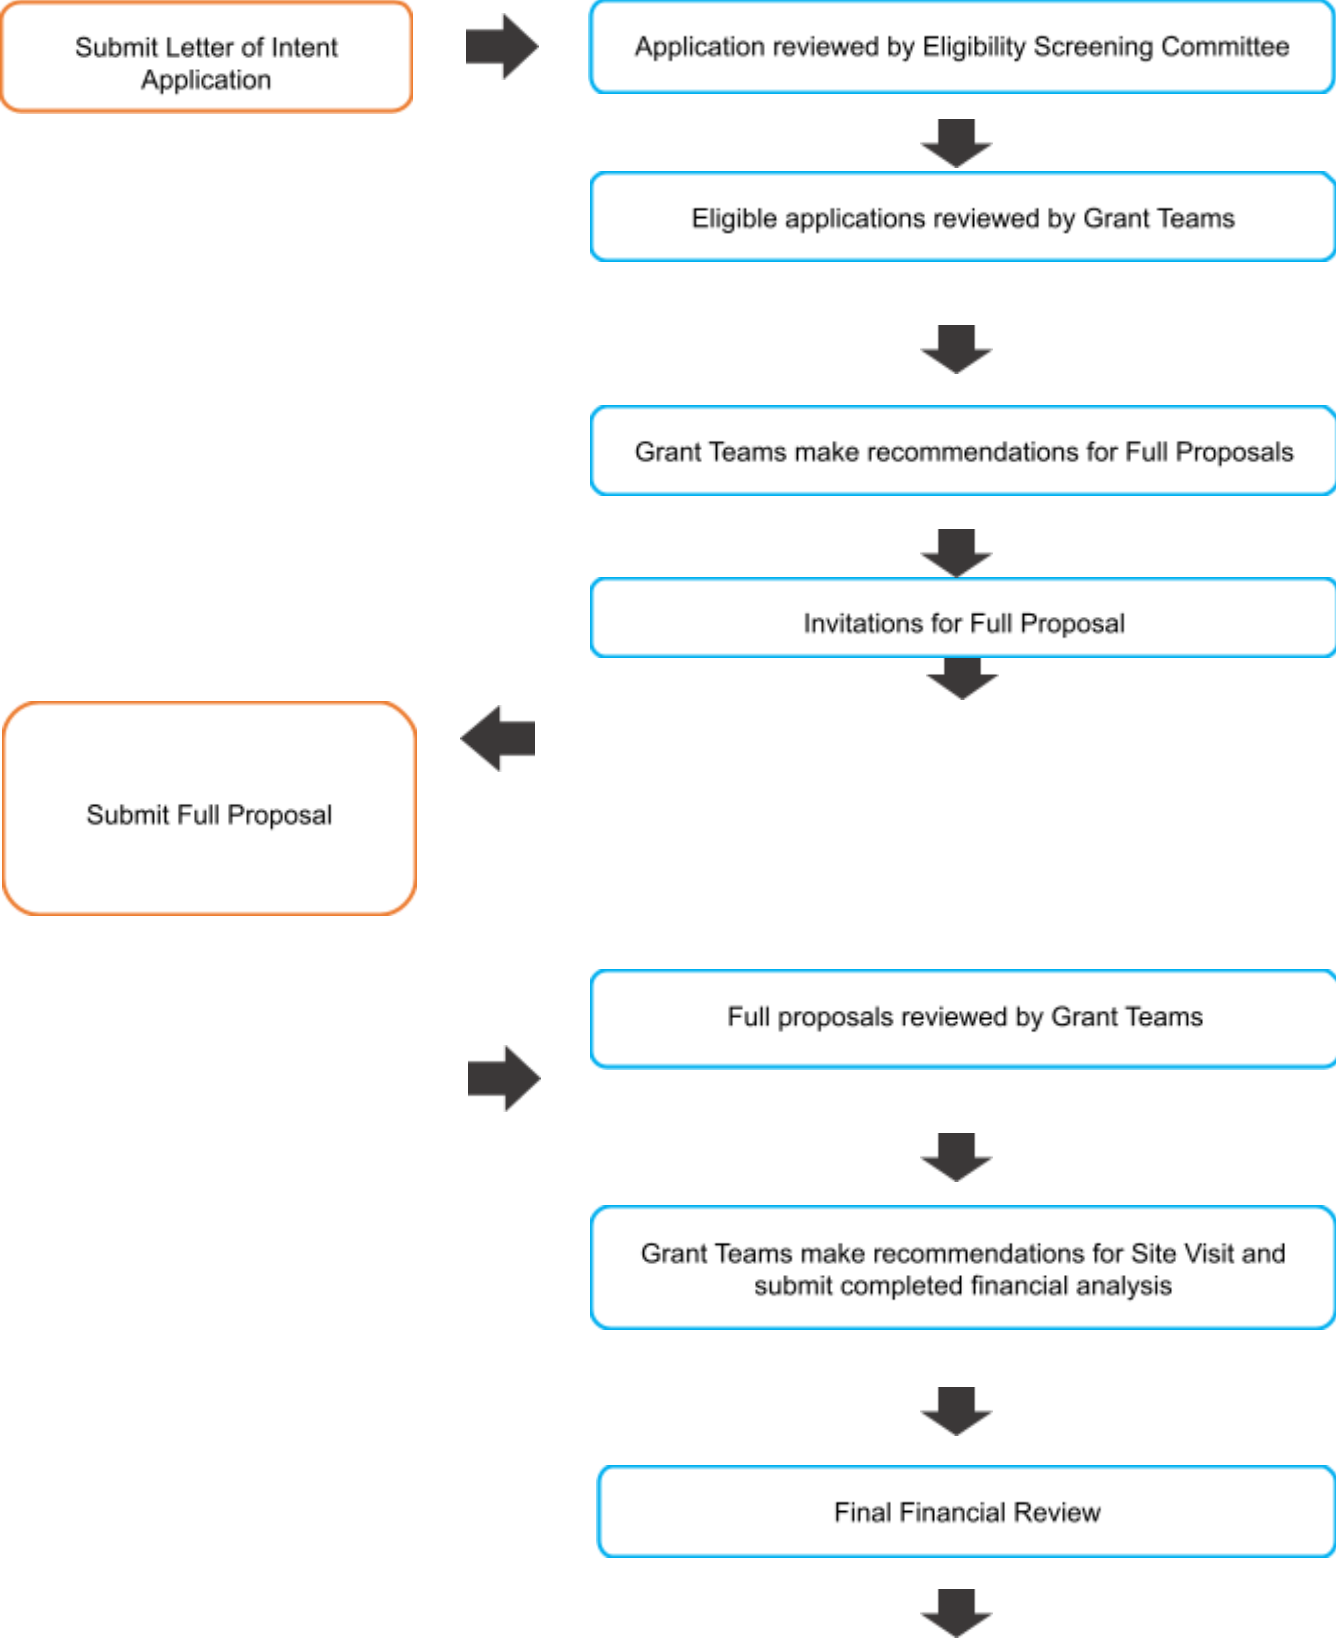 Submit Letter of Intent
Application
Application reviewed by Eligibility Screening Committee
Eligible applications reviewed by Grant Teams
Grant Teams make recommendations for Full Proposals
Invitations for Full Proposal
Submit Full Proposal
Full proposals reviewed by Grant Teams
Grant Teams make recommendations for Site Visit and
submit completed financial analysis
Final Financial Review